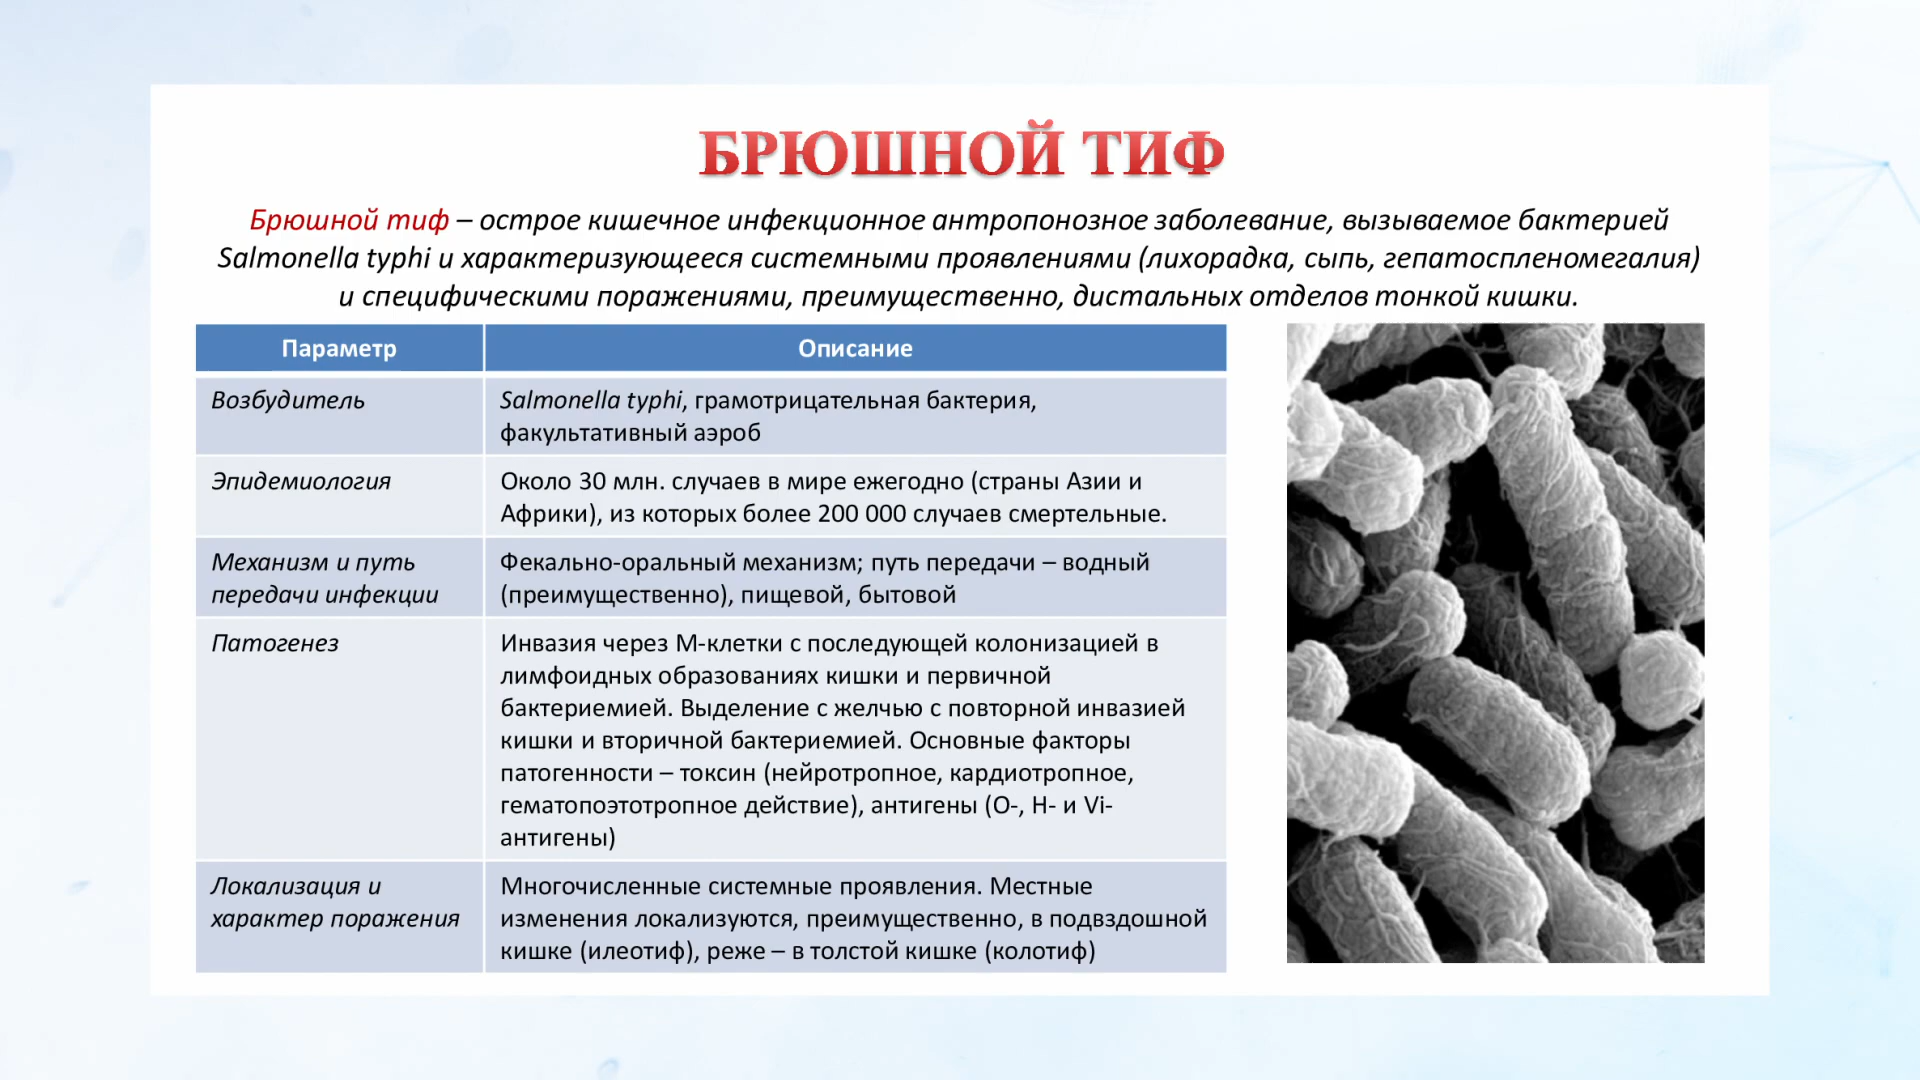 БРЮШНОЙ ТИФ
Брюшной тиф – острое кишечное инфекционное антропонозное заболевание, вызываемое бактерией
Salmonella typhi и характеризующееся системными проявлениями (лихорадка, сыпь, гепатоспленомегалия)
и специфическими поражениями, преимущественно, дистальных отделов тонкой кишки.
Параметр
Описание
Возбудитель
Salmonella typhi, грамотрицательная бактерия,
факультативный аэроб
Эпидемиология
Около 30 млн. случаев в мире ежегодно (страны Азии и
Африки), из которых более 200 000 случаев смертельные.
Механизм и путь
передачи инфекции
Фекально-оральный механизм; путь передачи – водный
(преимущественно), пищевой, бытовой
Патогенез
Инвазия через М-клетки с последующей колонизацией в
лимфоидных образованиях кишки и первичной
бактериемией. Выделение с желчью с повторной инвазией
кишки и вторичной бактериемией. Основные факторы
патогенности – токсин (нейротропное, кардиотропное,
гематопоэтотропное действие), антигены (О-, Н- и Vi-
антигены)
Локализация и
характер поражения
Многочисленные системные проявления. Местные
изменения локализуются, преимущественно, в подвздошной
кишке (илеотиф), реже – в толстой кишке (колотиф)